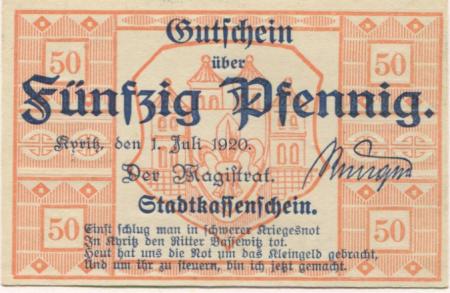 50 Gutschein 50
über
Fünfzig Pfennig.
Kyritz, den 1. Juli 1920.
Der Magistrat.
Stadtkassenschein.
50 50
Einst schlug man in schwerer Kriegesnot
In Kyritz den Ritter Bassewitz tot.
Heut hat uns die Not um das Kleingeld gebracht,
Und um ihr zu steuern, bin ich jetzt gemacht.